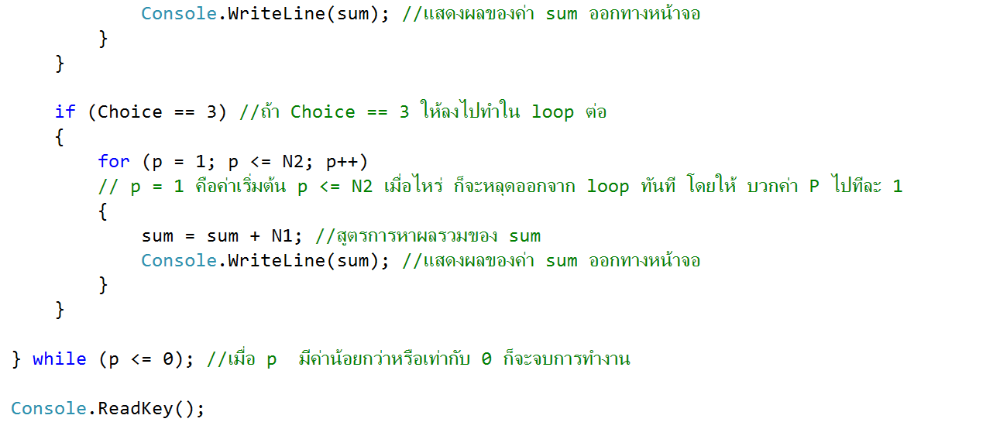 Console.WriteLine(sum); //แสดงผลของค่า sum ออกทางหน้าจอ
}
}
if (Choice == 3) //ถ้า Choice == 3 ให้ลงไปทำใน loop ต่อ
{
for (p = 1; p <= N2; p++)
// p = 1 คือค่าเริ่มต้น p <= N2 เมื่อไหร่ ก็จะหลุดออกจาก loop ทันที โดยให้ บวกค่า P ไปทีละ 1
{
sum = sum + N1; //สูตรการหาผลรวมของ sum
Console.WriteLine(sum); //แสดงผลของค่า sum ออกทางหน้าจอ
}
}
} while (p <= 0); //เมื่อ p  มีค่าน้อยกว่าหรือเท่ากับ 0 ก็จะจบการทำงาน
Console.ReadKey();